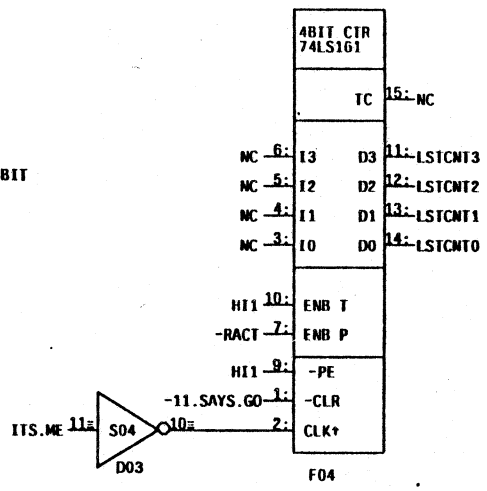 4BIT CTR
74LS161
TC 15: NC
BIT
NC 6: I3 D3 11: LSTCNT3
NC 5: I2 D2 12: LSTCNT2
NC 4: I1 D1 13: LSTCNT1
NC 3: I0 D0 14: LSTCNT0
HI1 10: ENB T
-RACT 7: ENB P
HI1 9: -PE
-11.SAYS.GO 1: -CLR
ITS.ME 11= S04 10= 2: CLK↑
D03
F04